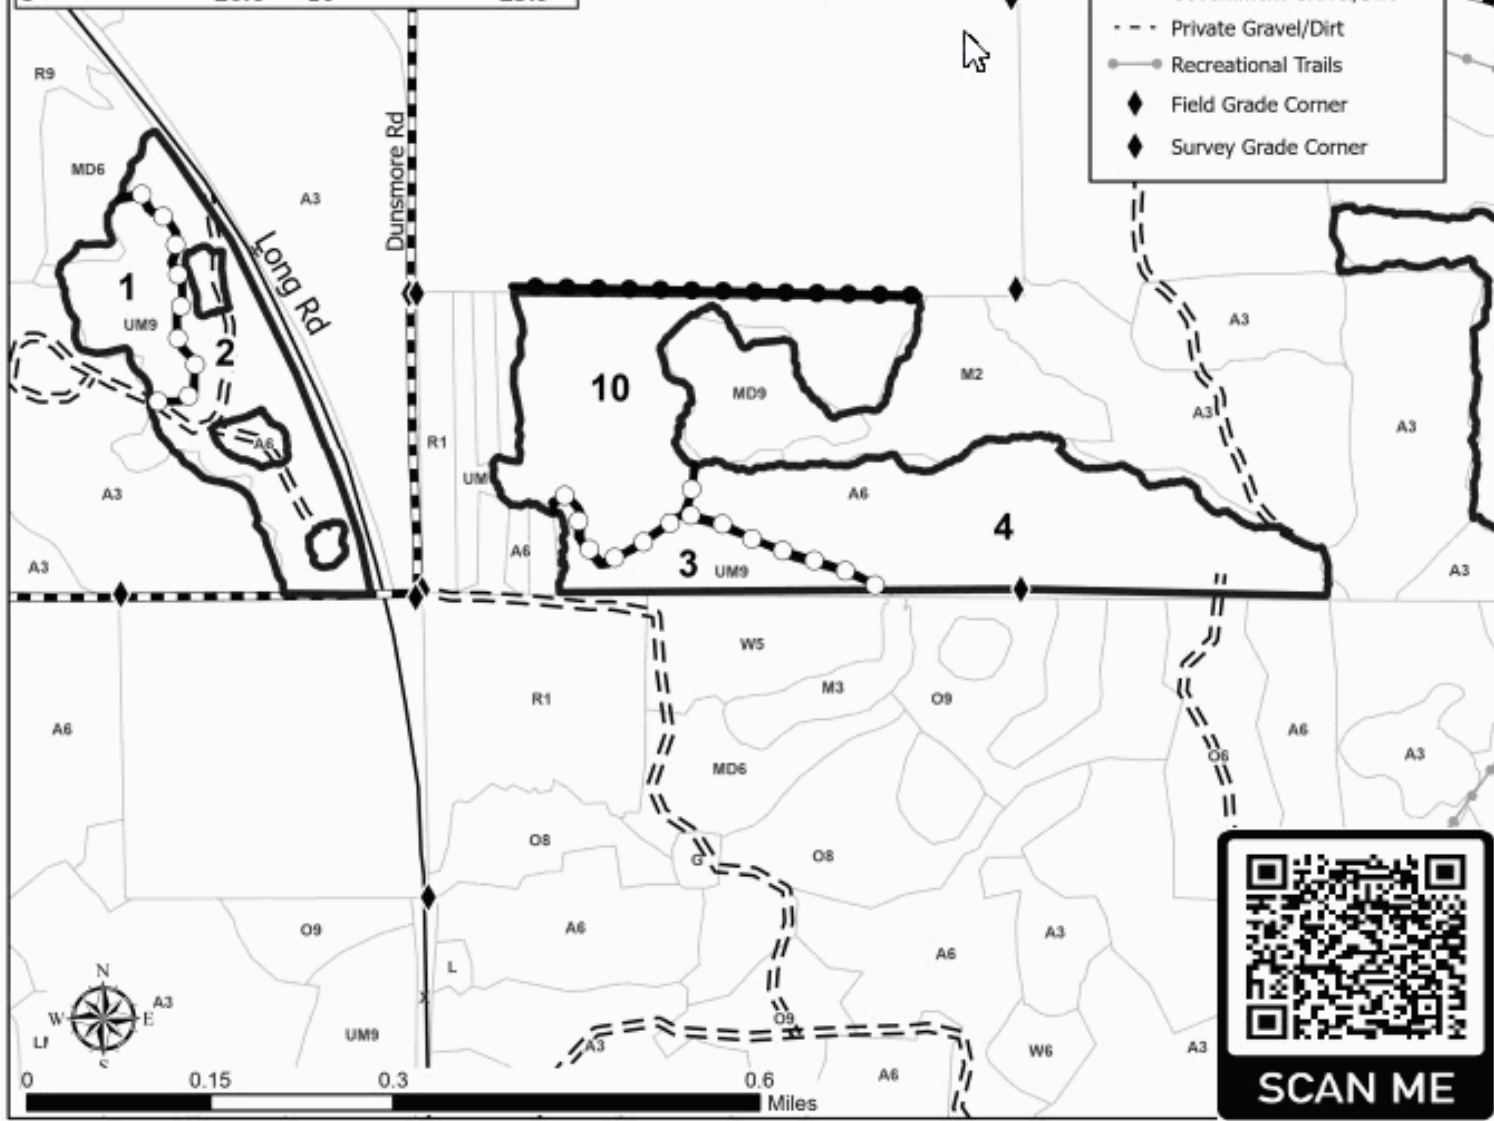 Private Gravel/Dirt
Recreational Trails
Field Grade Corner
Survey Grade Corner
R9
MD6
A3
Dunsmore Rd
Long Rd
1
UM9
2
A3
10
MD9
M2
A3
A3
R1
A6
UM
A6
A3
4
A3
A6
3
UM9
A3
A3
W5
R1
M3
O9
A6
MD6
O6
A6
A3
O8
G
O8
O9
A6
A6
A3
L
N
W
E
S
A3
UM9
O9
A3
W6
A3
A6
0
0.15
0.3
0.6
Miles
SCAN ME